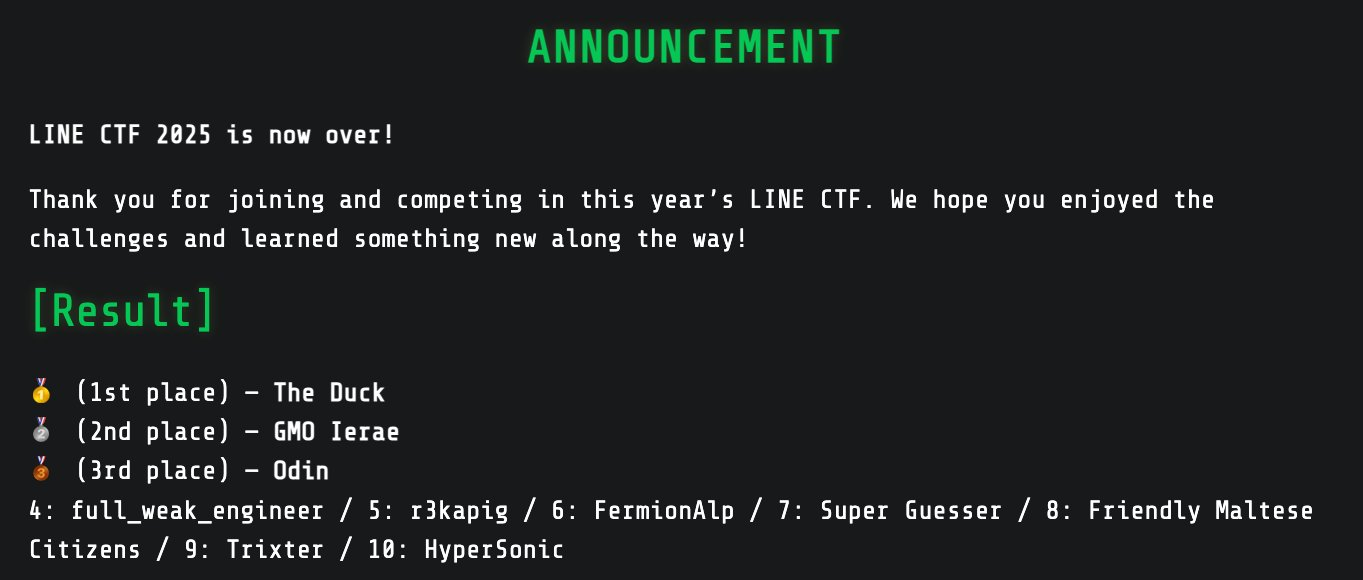 ANNOUNCEMENT
LINE CTF 2025 is now over!
Thank you for joining and competing in this year’s LINE CTF. We hope you enjoyed the
challenges and learned something new along the way!
[Result]
🥇 (1st place) – The Duck
🥈 (2nd place) – GMO Ierae
🥉 (3rd place) – Odin
4: full_weak_engineer / 5: r3kapig / 6: FermionAlp / 7: Super Guesser / 8: Friendly Maltese
Citizens / 9: Trixter / 10: HyperSonic